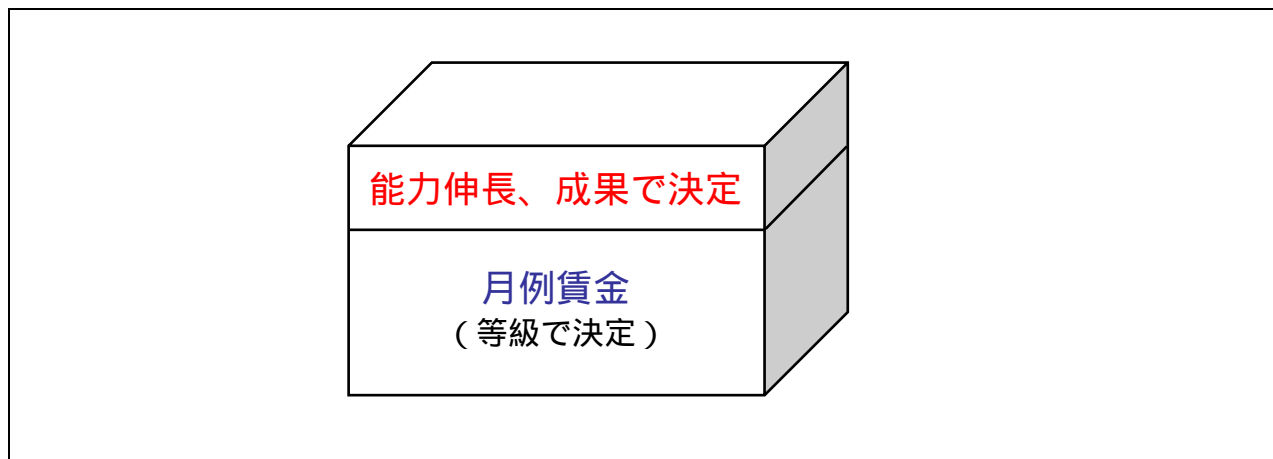 能力伸長、成果で決定
月例賃金
（等級で決定）